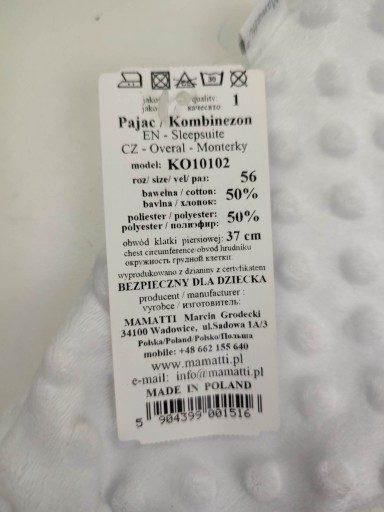 quality: 1
jakość
Pajac / Kombinezon
EN - Sleepsuite
CZ - Overal - Monterky
model: KO10102
roz/ size/ vel/ раз: 56
bawełna / cotton: 50%
bavlna / хлопок:
poliester / polyester: 50%
polyester / полиэфир:
obwód klatki piersiowej: 37 cm
chest circumference/obvod hrudníku
окружность грудной клетки
wyprodukowano z dzianiny z certyfikatem
BEZPIECZNY DLA DZIECKA
producent / manufacturer :
vyrobce / изготовитель:
MAMATTI Marcin Grodecki
34100 Wadowice, ul.Sadowa 1A/3
Polska/Poland/Polsko/Польша
mobile: +48 662 155 640
www.mamatti.pl
e-mail: info@mamatti.pl
MADE IN POLAND
5 904399 001516